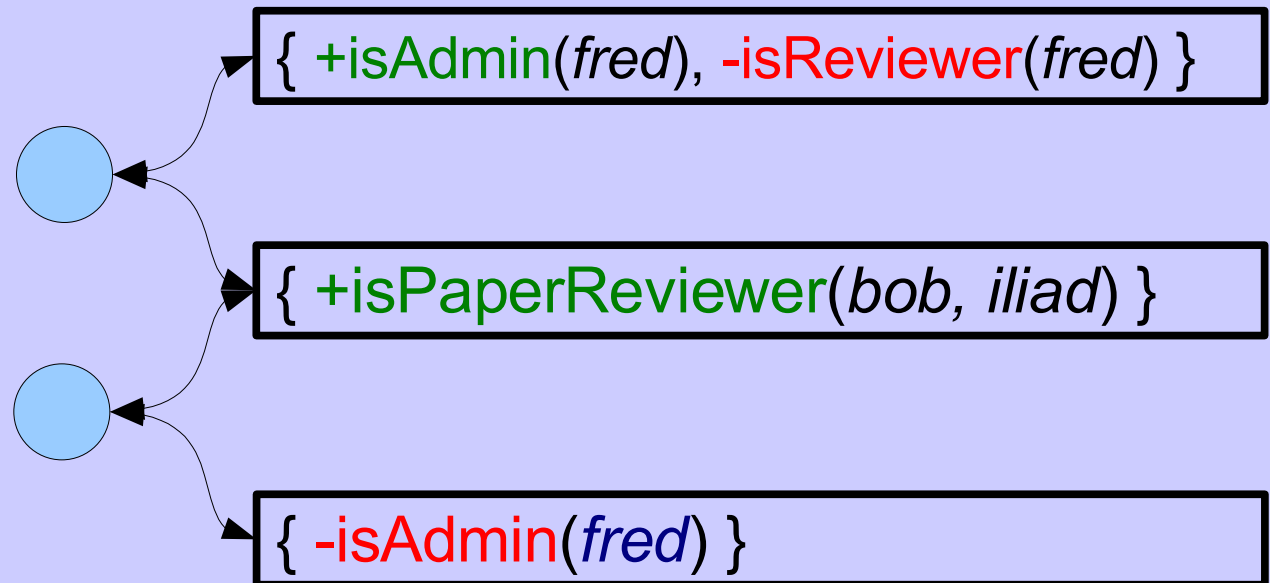 { +isAdmin(fred), -isReviewer(fred) }
{ +isPaperReviewer(bob, iliad) }
{ -isAdmin(fred) }